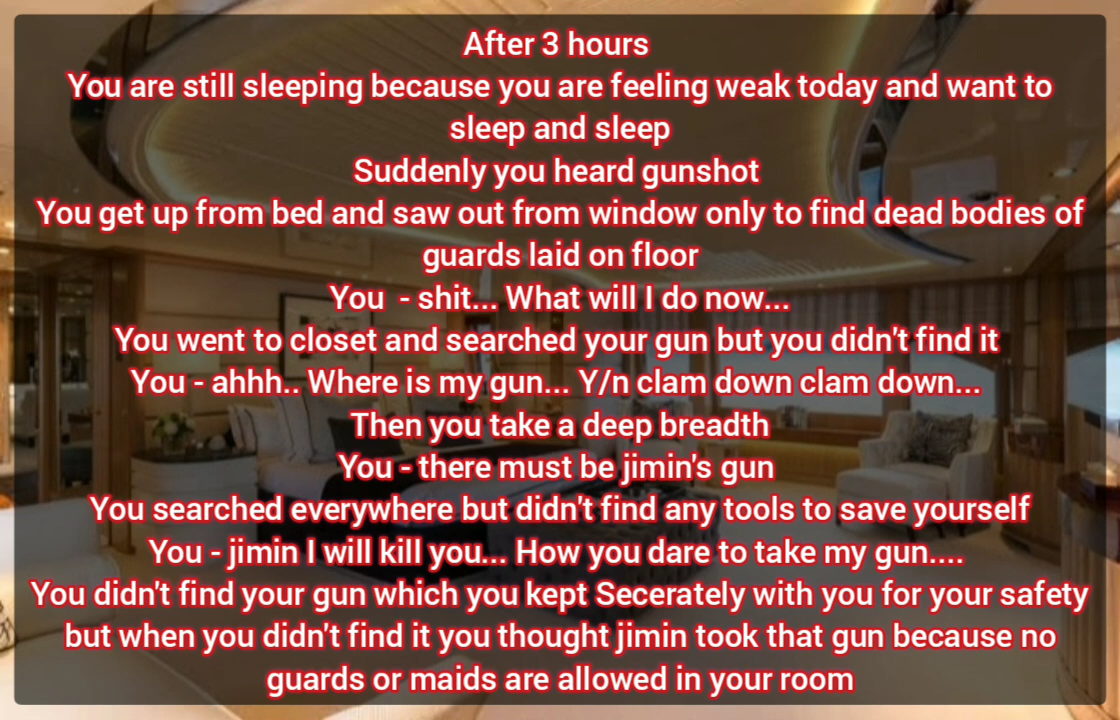 After 3 hours
You are still sleeping because you are feeling weak today and want to
sleep and sleep
Suddenly you heard gunshot
You get up from bed and saw out from window only to find dead bodies of
guards laid on floor
You  - shit... What will I do now...
You went to closet and searched your gun but you didn't find it
You - ahhh.. Where is my gun... Y/n clam down clam down...
Then you take a deep breadth
You - there must be jimin's gun
You searched everywhere but didn't find any tools to save yourself
You - jimin I will kill you... How you dare to take my gun....
You didn't find your gun which you kept Secerately with you for your safety
but when you didn't find it you thought jimin took that gun because no
guards or maids are allowed in your room